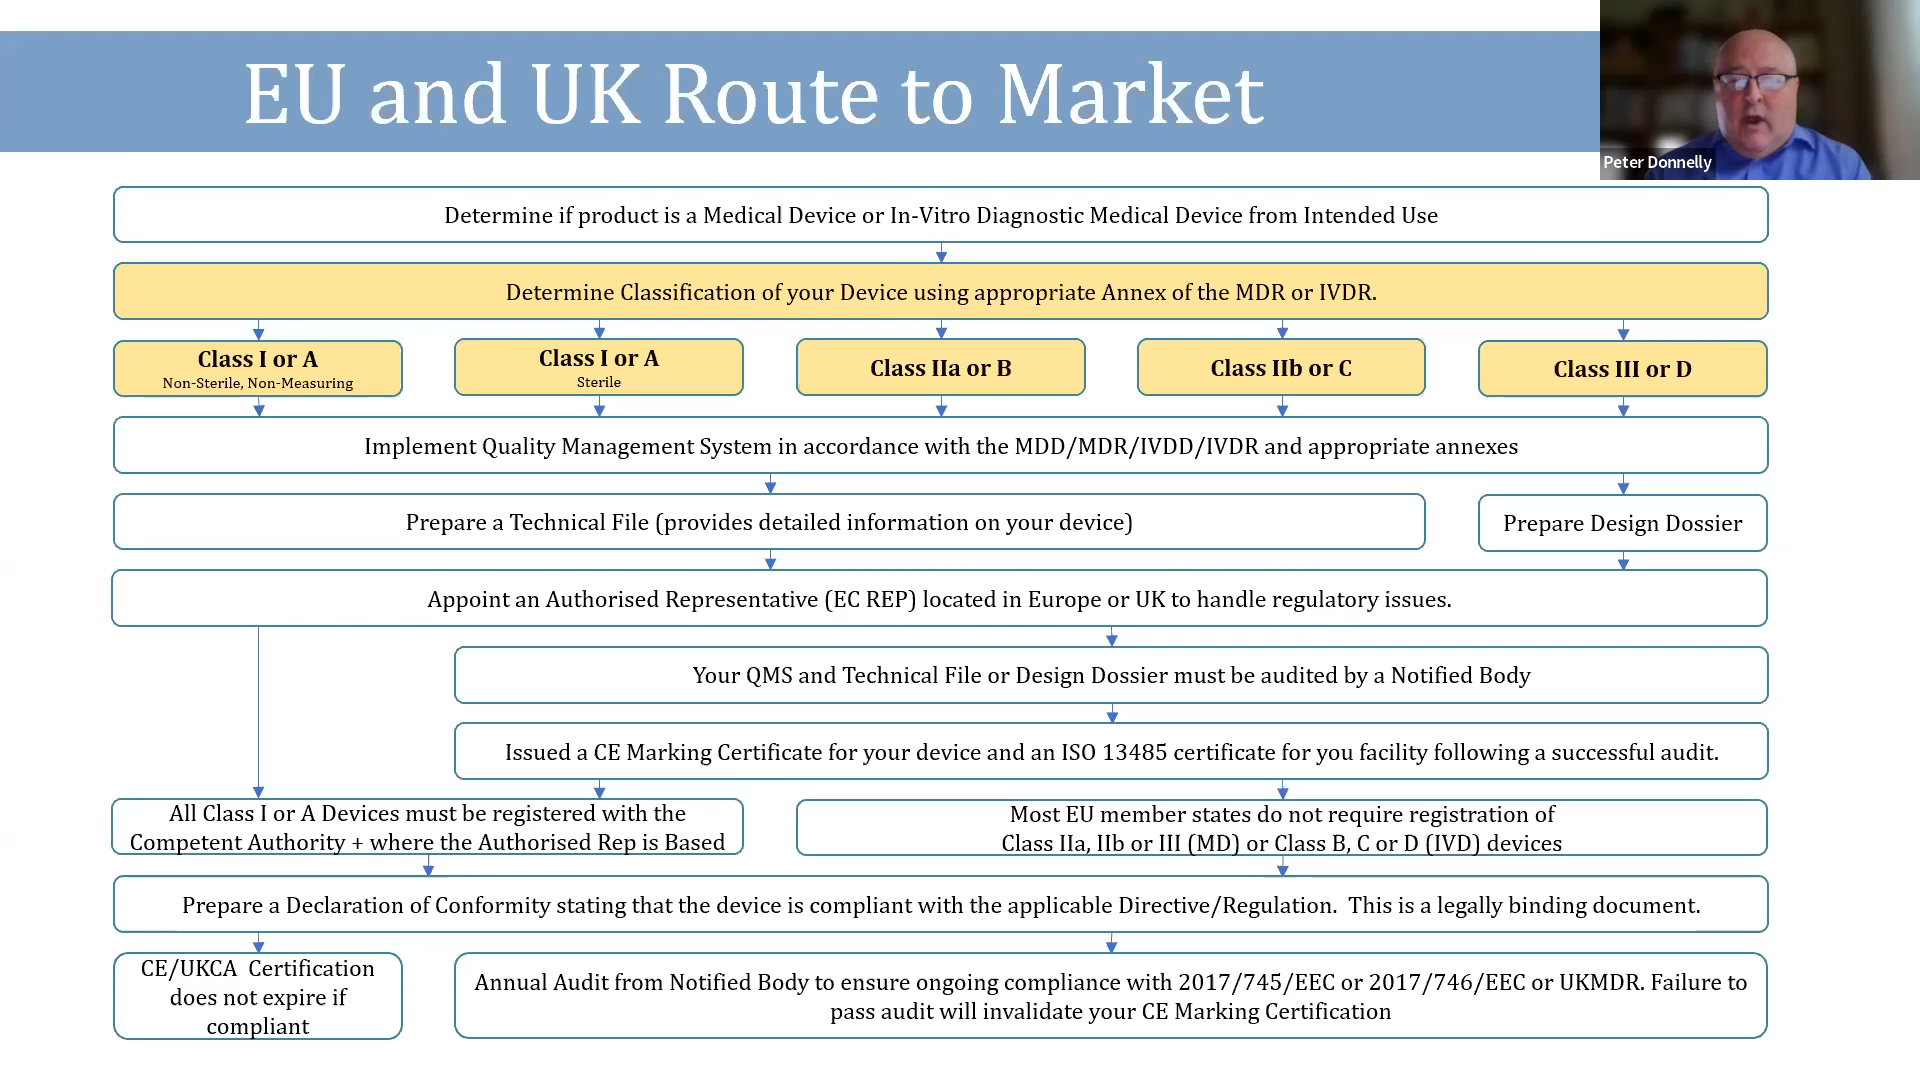 EU and UK Route to Market
Peter Donnelly
Determine if product is a Medical Device or In-Vitro Diagnostic Medical Device from Intended Use
Determine Classification of your Device using appropriate Annex of the MDR or IVDR.
Class I or A
Non-Sterile, Non-Measuring
Class I or A
Sterile
Class IIa or B
Class IIb or C
Class III or D
Implement Quality Management System in accordance with the MDD/MDR/IVDD/IVDR and appropriate annexes
Prepare a Technical File (provides detailed information on your device)
Prepare Design Dossier
Appoint an Authorised Representative (EC REP) located in Europe or UK to handle regulatory issues.
Your QMS and Technical File or Design Dossier must be audited by a Notified Body
Issued a CE Marking Certificate for your device and an ISO 13485 certificate for you facility following a successful audit.
All Class I or A Devices must be registered with the
Competent Authority + where the Authorised Rep is Based
Most EU member states do not require registration of
Class IIa, IIb or III (MD) or Class B, C or D (IVD) devices
Prepare a Declaration of Conformity stating that the device is compliant with the applicable Directive/Regulation. This is a legally binding document.
CE/UKCA Certification
does not expire if
compliant
Annual Audit from Notified Body to ensure ongoing compliance with 2017/745/EEC or 2017/746/EEC or UKMDR. Failure to
pass audit will invalidate your CE Marking Certification